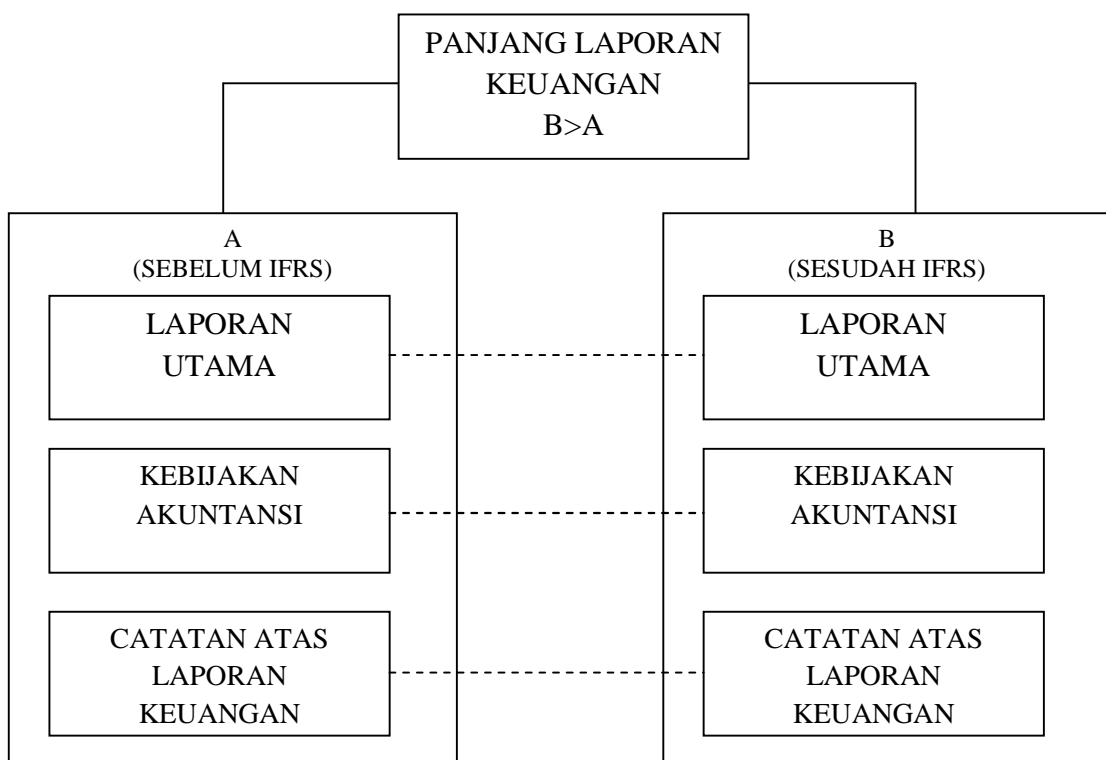 PANJANG LAPORAN
KEUANGAN
B>A
A
(SEBELUM IFRS)
LAPORAN
UTAMA
KEBIJAKAN
AKUNTANSI
CATATAN ATAS
LAPORAN
KEUANGAN
B
(SESUDAH IFRS)
LAPORAN
UTAMA
KEBIJAKAN
AKUNTANSI
CATATAN ATAS
LAPORAN
KEUANGAN